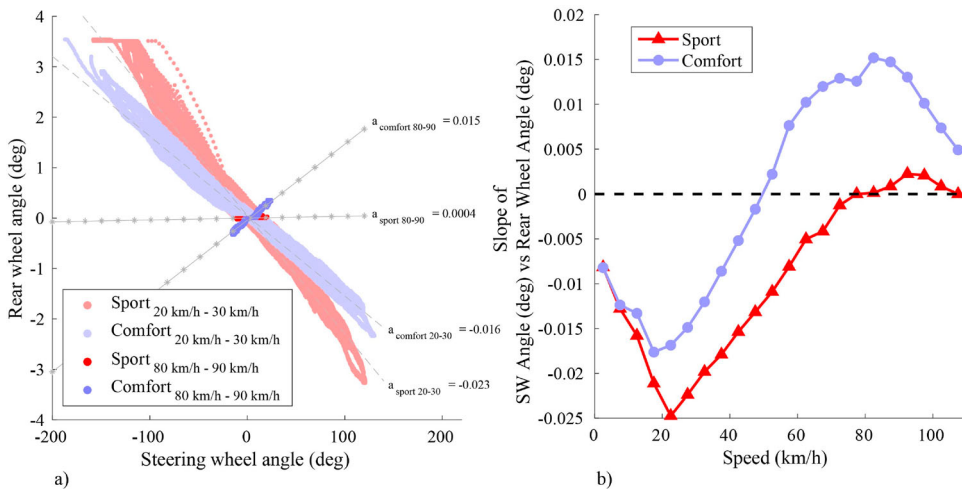 4
3
2
1
0
-1
-2
-3
-4
Rear wheel angle (deg)
a comfort 80-90 = 0.015
a sport 80-90 = 0.0004
a comfort 20-30 = -0.016
a sport 20-30 = -0.023
Sport 20 km/h - 30 km/h
Comfort 20 km/h - 30 km/h
Sport 80 km/h - 90 km/h
Comfort 80 km/h - 90 km/h
-200 -100 0 100 200
Steering wheel angle (deg)
a)
0.02
0.015
0.01
0.005
0
-0.005
-0.01
-0.015
-0.02
-0.025
Slope of
SW Angle (deg) vs Rear Wheel Angle (deg)
Sport
Comfort
0 20 40 60 80 100
Speed (km/h)
b)